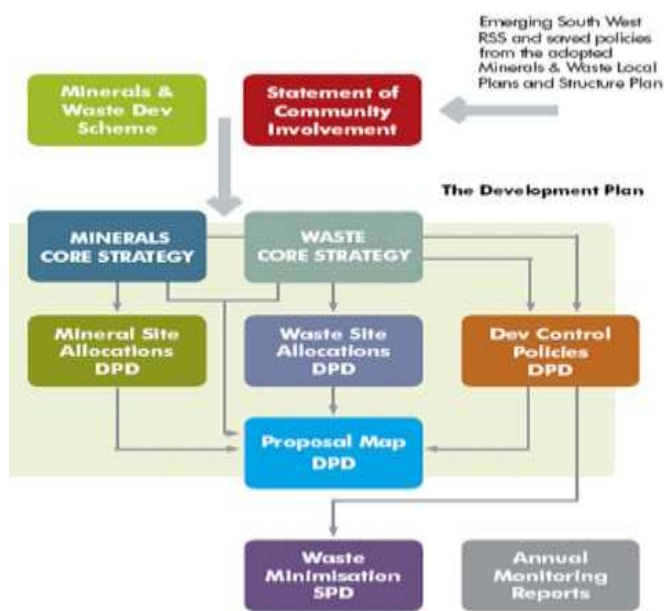 Emerging South West
RSS and saved policies
from the adopted
Minerals & Waste Local
Plans and Structure Plan
Minerals &
Waste Dev
Scheme
Statement of
Community
Involvement
The Development Plan
MINERALS
CORE STRATEGY
WASTE
CORE STRATEGY
Mineral Site
Allocations
DPD
Waste Site
Allocations
DPD
Dev Control
Policies
DPD
Proposal Map
DPD
Waste
Minimisation
SPD
Annual
Monitoring
Reports